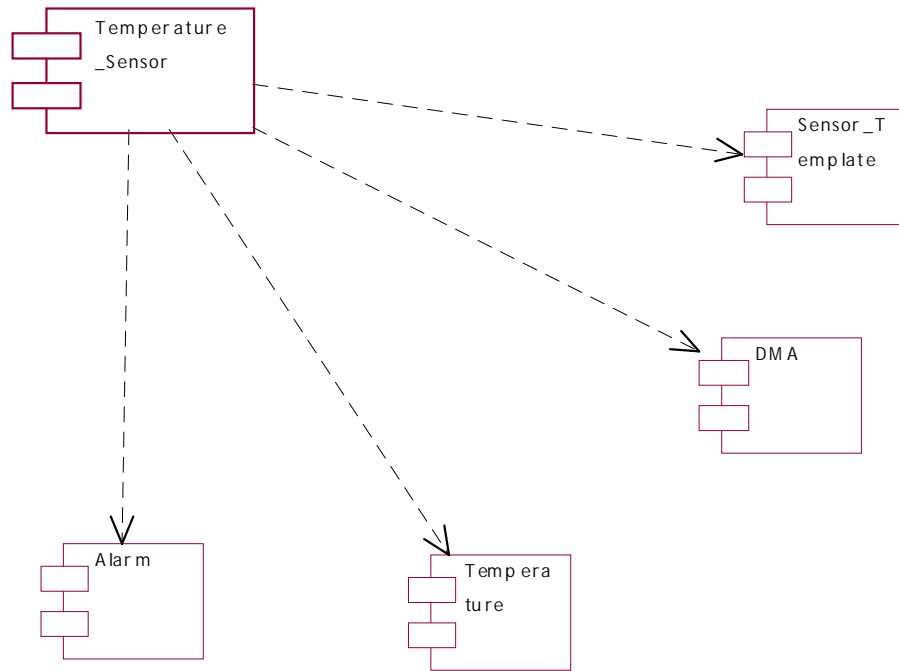 Temperature
_Sensor
Sensor_T
emplate
DMA
Alarm
Tempera
ture